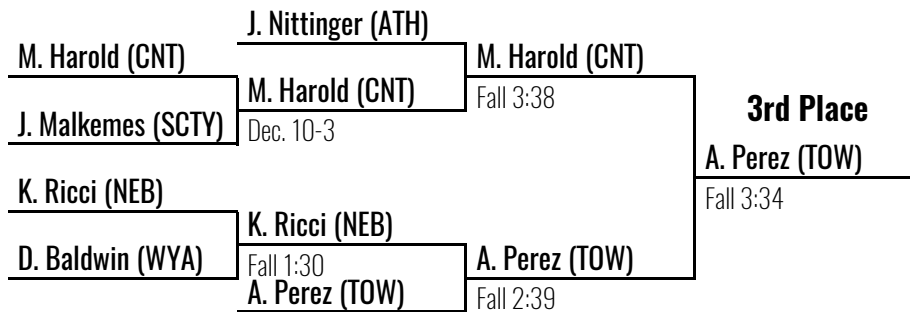 J. Nittinger (ATH)
M. Harold (CNT)
M. Harold (CNT)
M. Harold (CNT)
Fall 3:38
J. Malkemes (SCTY)
Dec. 10-3
3rd Place
A. Perez (TOW)
Fall 3:34
K. Ricci (NEB)
K. Ricci (NEB)
D. Baldwin (WYA)
Fall 1:30
A. Perez (TOW)
A. Perez (TOW)
Fall 2:39